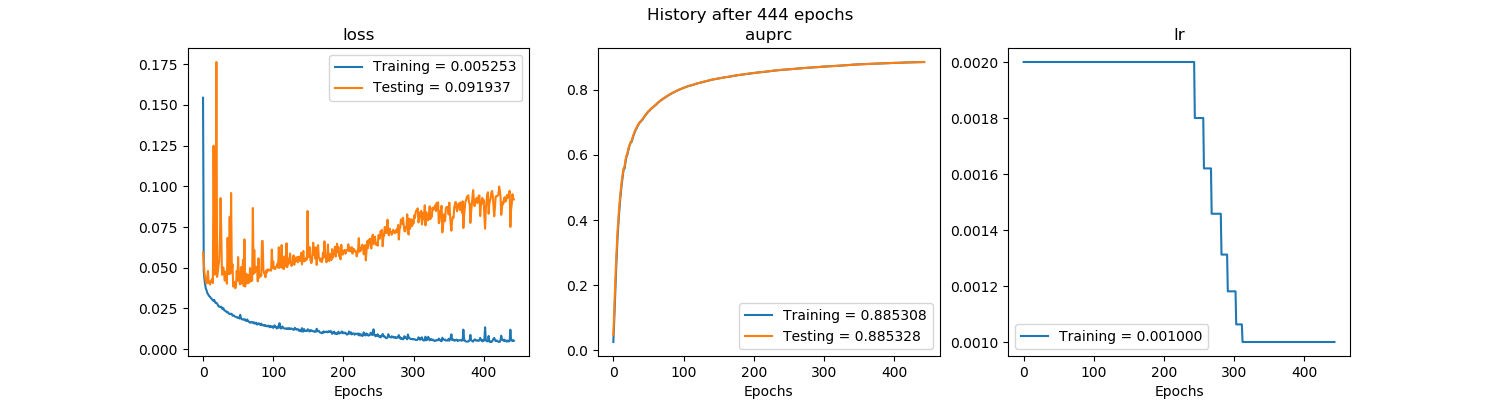 History after 444 epochs
loss
0.175
0.150
0.125
0.100
0.075
0.050
0.025
0.000
Training = 0.005253
Testing = 0.091937
0 100 200 300 400
Epochs
auprc
0.8
0.6
0.4
0.2
0.0
Training = 0.885308
Testing = 0.885328
0 100 200 300 400
Epochs
lr
0.0020
0.0018
0.0016
0.0014
0.0012
0.0010
Training = 0.001000
0 100 200 300 400
Epochs